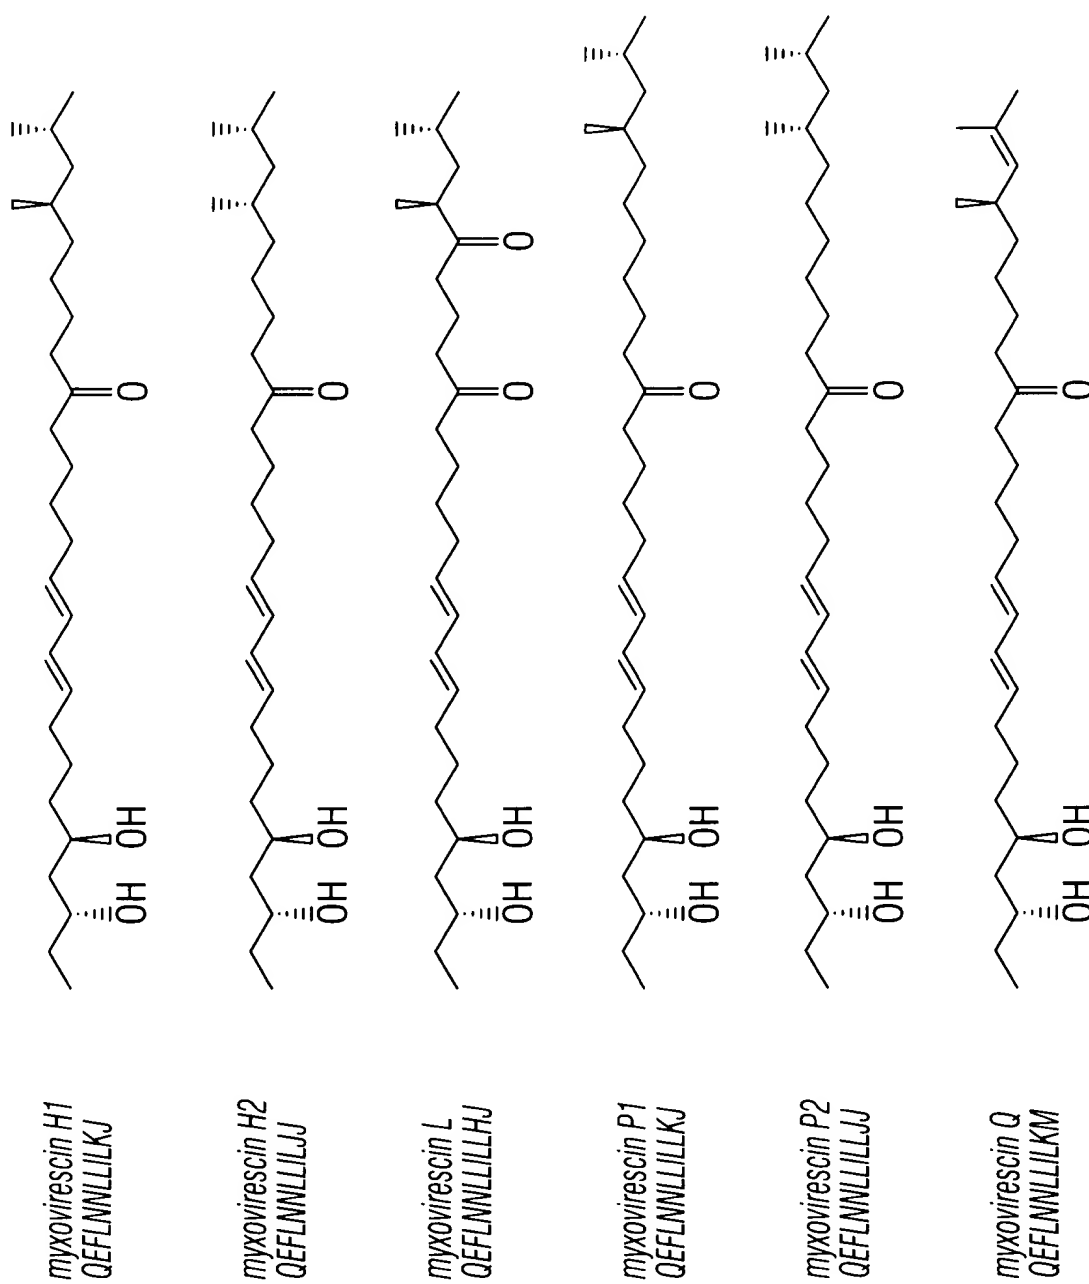 myxovirescin H1
QEFLNNLLILKJ
OH OH O
myxovirescin H2
QEFLNNLLILJJ
OH OH O
myxovirescin L
QEFLNNLLILLHJ
OH OH O O
myxovirescin P1
QEFLNNLLILLKJ
OH OH O
myxovirescin P2
QEFLNNLLILLJJ
OH OH O
myxovirescin Q
QEFLNNLLILKM
OH OH O